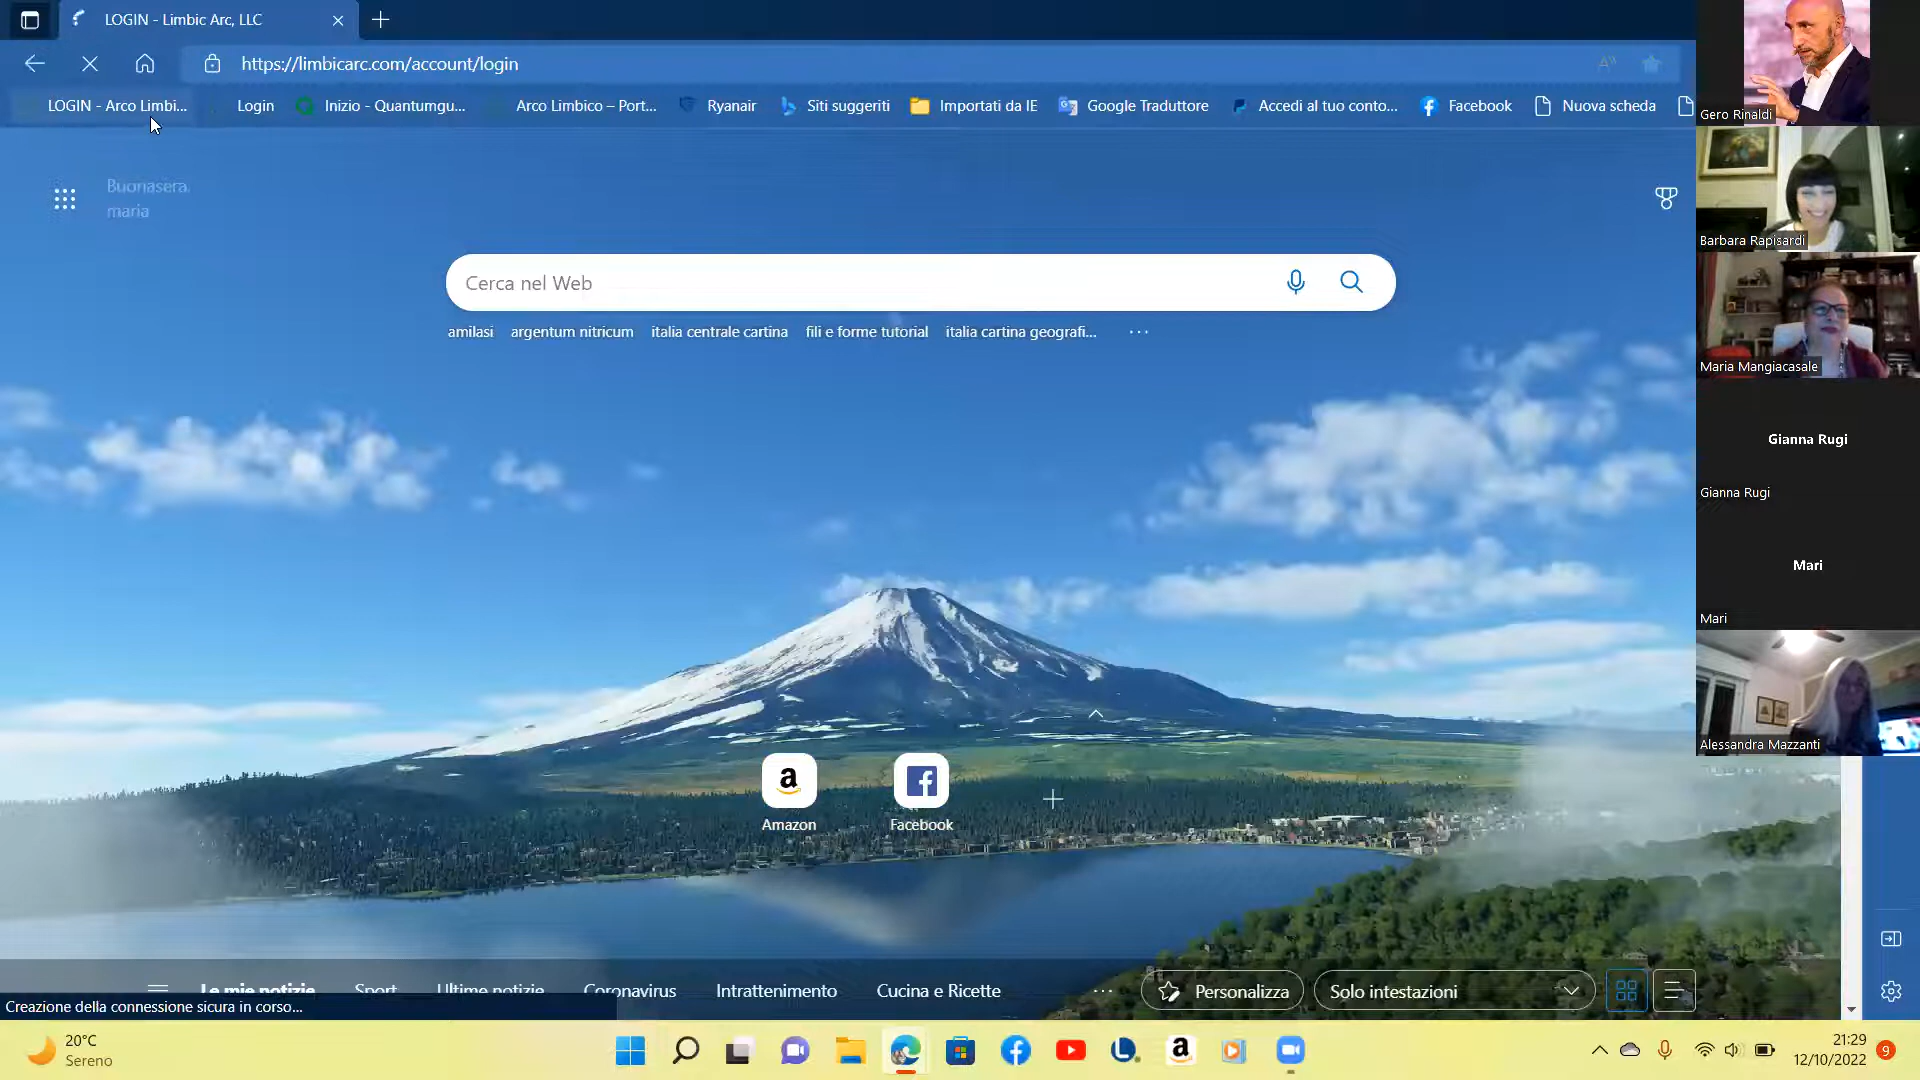 LOGIN - Limbic Arc, LLC
https://limbicarc.com/account/login
LOGIN - Arco Limbi...
Login
Inizio - Quantumgu...
Arco Limbico – Port...
Ryanair
Siti suggeriti
Importati da IE
Google Traduttore
Accedi al tuo conto...
Facebook
Nuova scheda
Buonasera,
maria
Cerca nel Web
amilasi
argentum nitricum
italia centrale cartina
fili e forme tutorial
italia cartina geografi...
Amazon
Facebook
Le mie notizie
Sport
Ultime notizie
Coronavirus
Intrattenimento
Cucina e Ricette
Personalizza
Solo intestazioni
Creazione della connessione sicura in corso...
20°C
Sereno
21:29
12/10/2022
9
Gero Rinaldi
Barbara Rapisardi
Maria Mangiacasale
Gianna Rugi
Gianna Rugi
Mari
Mari
Alessandra Mazzanti